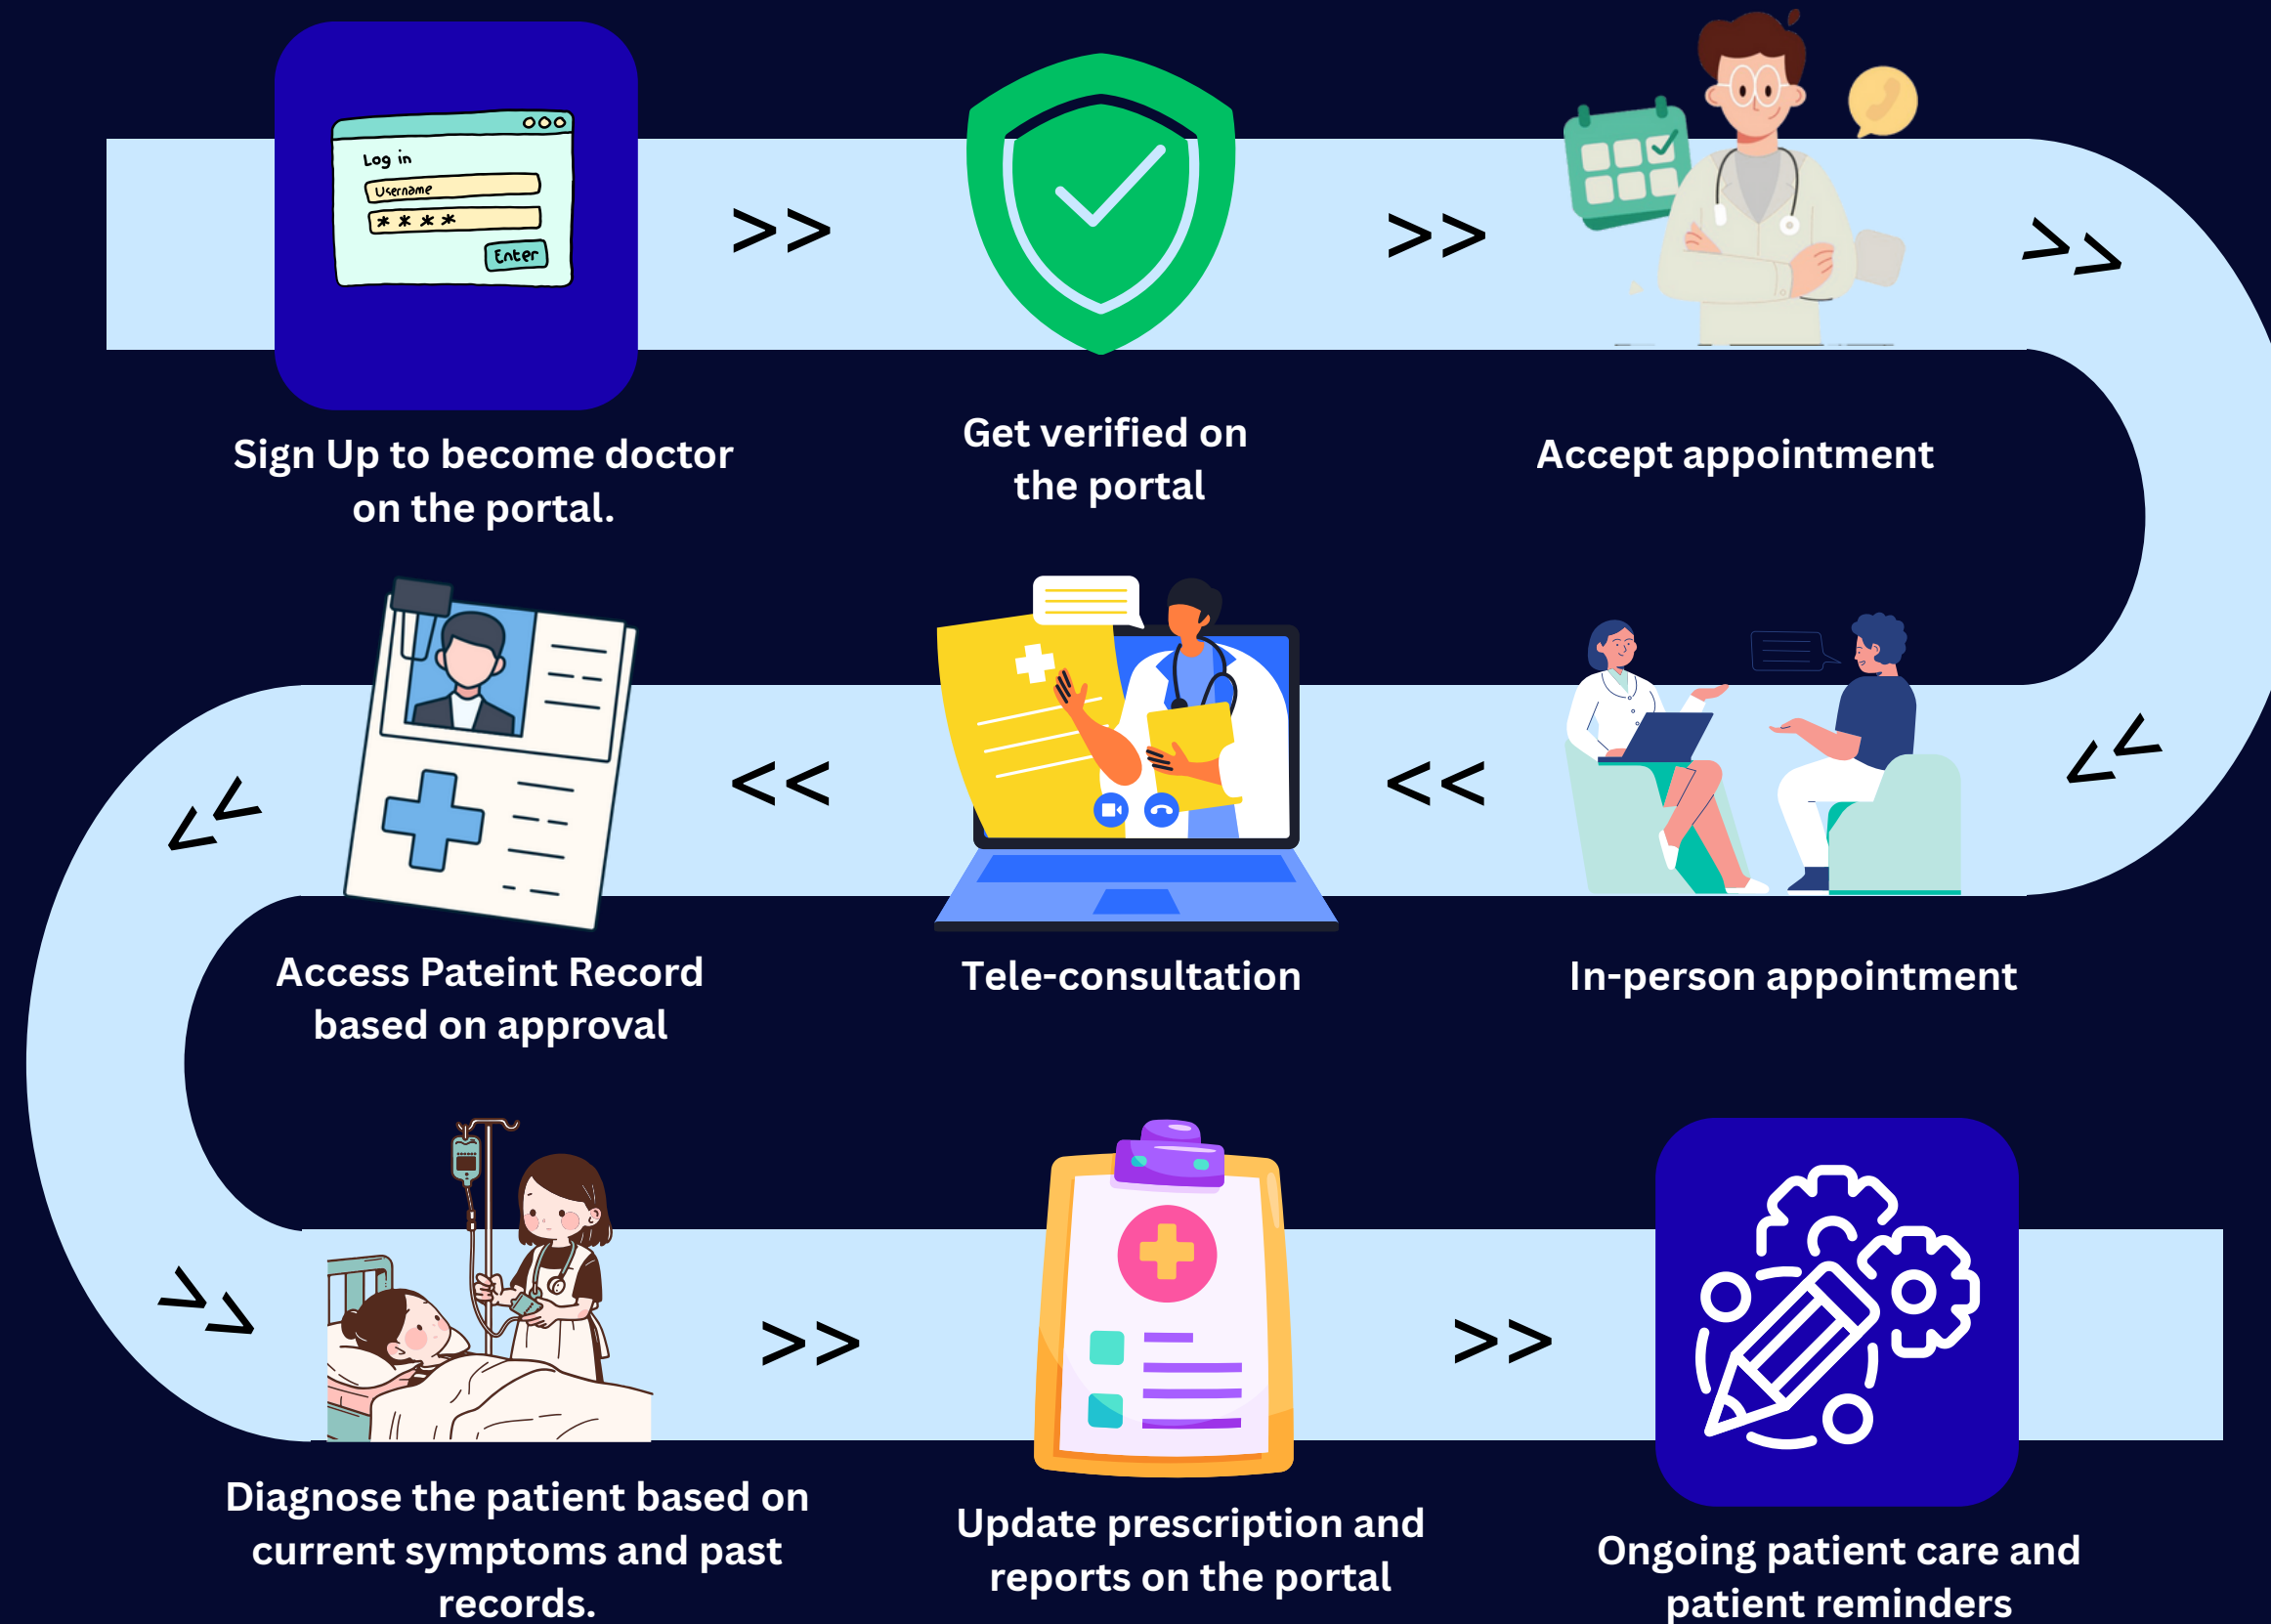 Log in
Username
****
Enter
>>
>>
>>
Sign Up to become doctor
on the portal.
Get verified on
the portal
Accept appointment
<<
<<
<<
<<
In-person appointment
Tele-consultation
Access Pateint Record
based on approval
>>
>>
>>
Diagnose the patient based on
current symptoms and past
records.
Update prescription and
reports on the portal
Ongoing patient care and
patient reminders